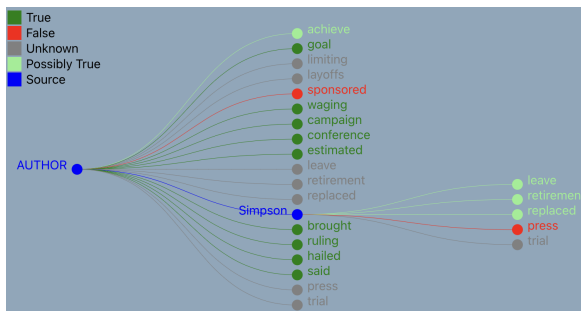 True
False
Unknown
Possibly True
Source
AUTHOR
achieve
goal
limiting
layoffs
sponsored
waging
campaign
conference
estimated
leave
retirement
replaced
Simpson
brought
ruling
hailed
said
press
trial
leave
retiremen
replaced
press
trial